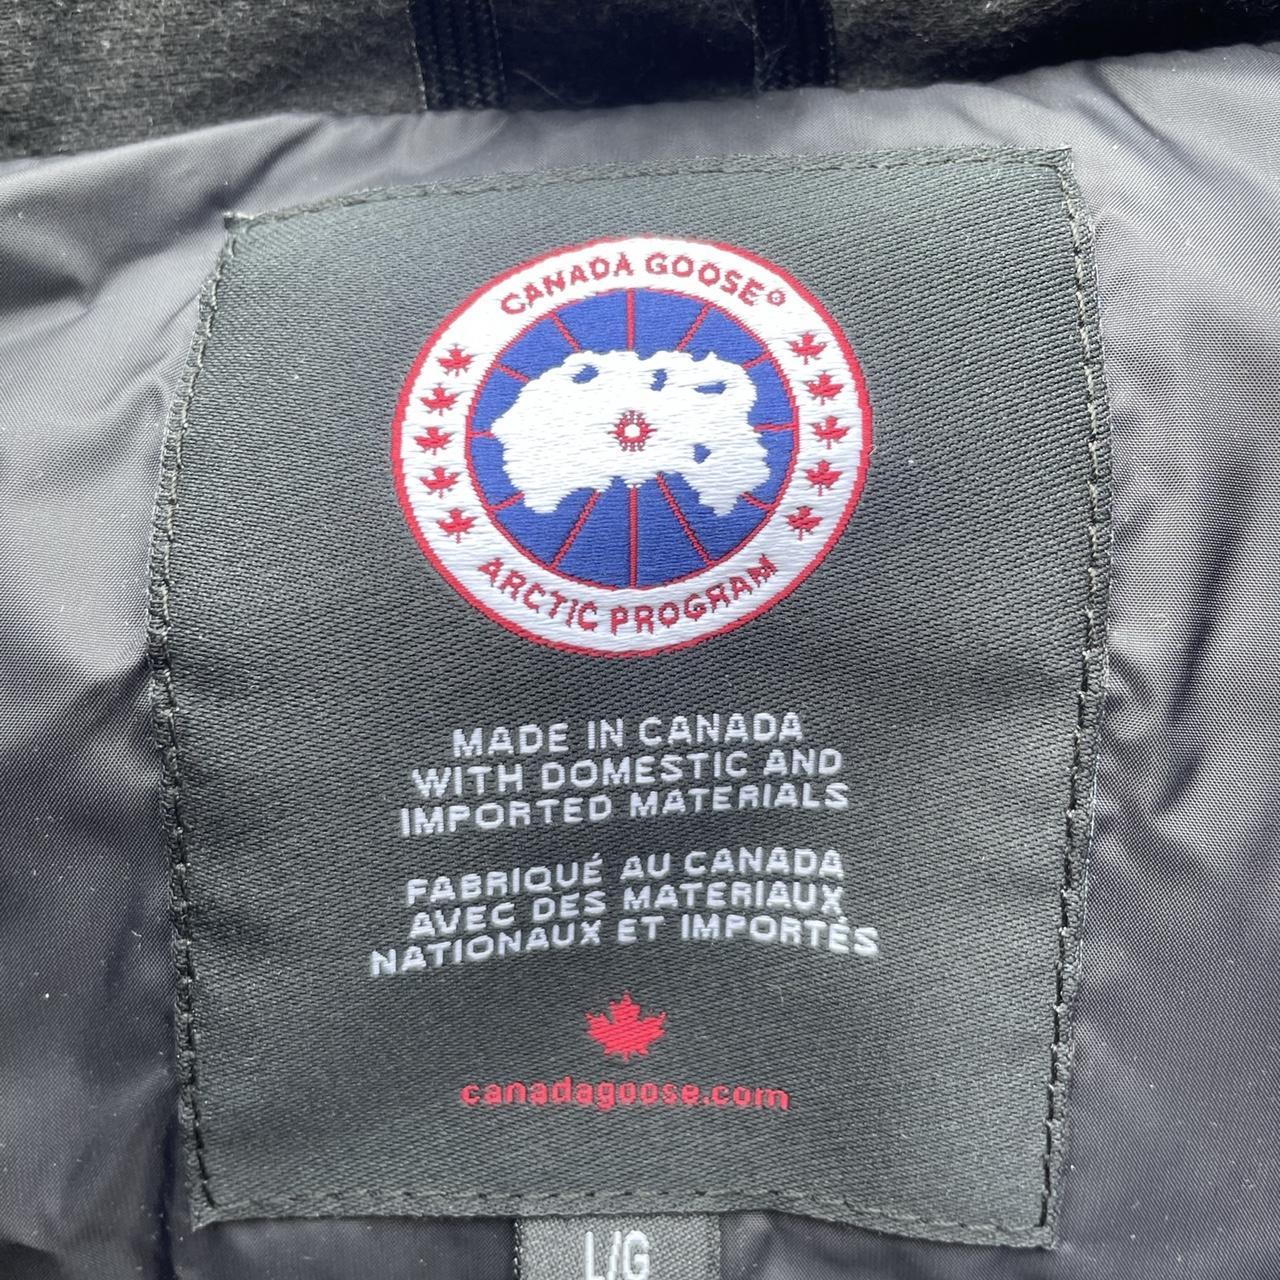 CANADA GOOSE®
ARCTIC PROGRAM
MADE IN CANADA
WITH DOMESTIC AND
IMPORTED MATERIALS
FABRIQUÉ AU CANADA
AVEC DES MATERIAUX
NATIONAUX ET IMPORTÉS
canadagoose.com
L/G